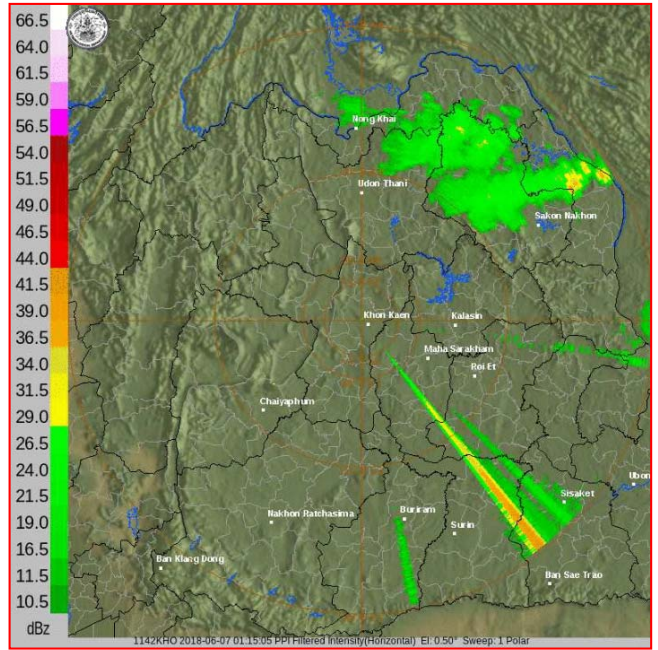 66.5
64.0
61.5
59.0
56.5
54.0
51.5
49.0
46.5
44.0
41.5
39.0
36.5
34.0
31.5
29.0
26.5
24.0
21.5
19.0
16.5
11.5
10.5
dBz
Nong Khai
Udon Thani
Sakon Nakhon
Khon Kaen
Kalasin
Maha Sarakham
Roi Et
Chaiyaphum
Sisaket
Ubon
Nakhon Ratchasima
Buriram
Surin
Ban Klang Dong
Ban Sae Trao
1142KHO 2018-06-07 01:15:05 PPI Filtered Intensity(Horizontal) El: 0.50° Sweep: 1 Polar